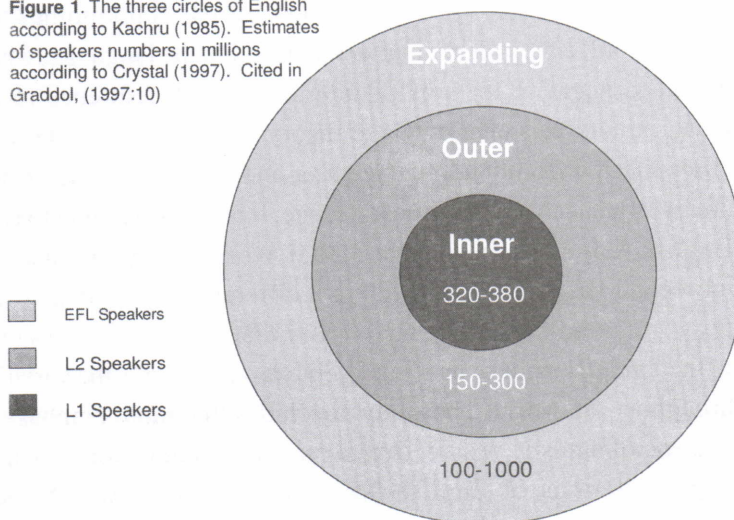 Figure 1. The three circles of English
according to Kachru (1985). Estimates
of speakers numbers in millions
according to Crystal (1997). Cited in
Graddol, (1997:10)
Expanding
Outer
Inner
320-380
150-300
100-1000
EFL Speakers
L2 Speakers
L1 Speakers